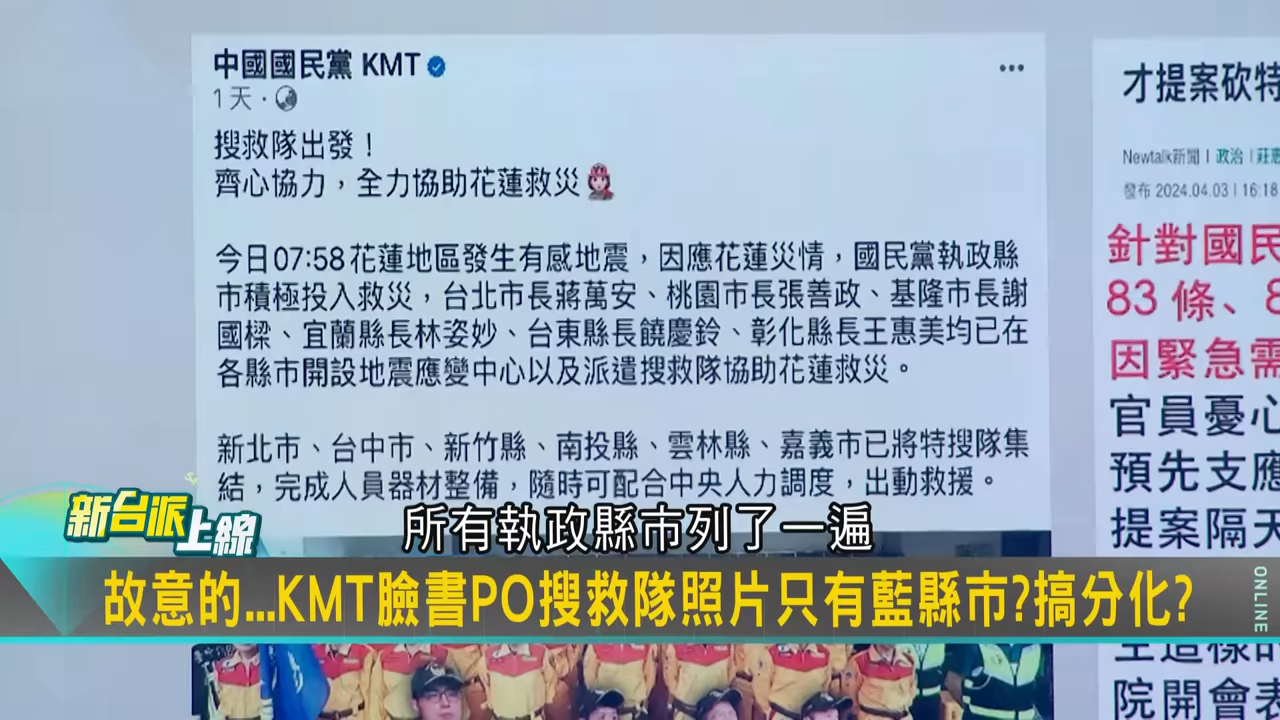 中國國民黨 KMT
1 天
搜救隊出發！
齊心協力，全力協助花蓮救災
今日07:58花蓮地區發生有感地震，因應花蓮災情，國民黨執政縣
市積極投入救災，台北市長蔣萬安、桃園市長張善政、基隆市長謝
國樑、宜蘭縣長林姿妙、台東縣長饒慶鈴、彰化縣長王惠美均已在
各縣市開設地震應變中心以及派遣搜救隊協助花蓮救災。
新北市、台中市、新竹縣、南投縣、雲林縣、嘉義市已將特搜隊集
結，完成人員器材整備，隨時可配合中央人力調度，出動救援。
才提案砍特
Newtalk新聞 | 政治 |
發布 2024.04.03 | 16:18
針對國民
83 條、8
因緊急需
官員憂心
預先支應
提案隔天
院開會表
所有執政縣市列了一遍
新台派上線
故意的...KMT臉書PO搜救隊照片只有藍縣市?搞分化?
ONLINE